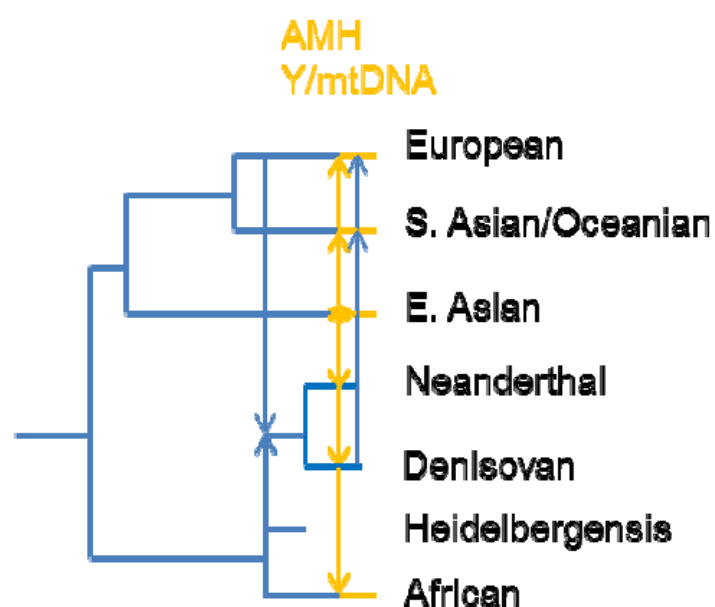 AMH
Y/mtDNA
European
S. Asian/Oceanian
E. Asian
Neanderthal
Denisovan
Heidelbergensis
African